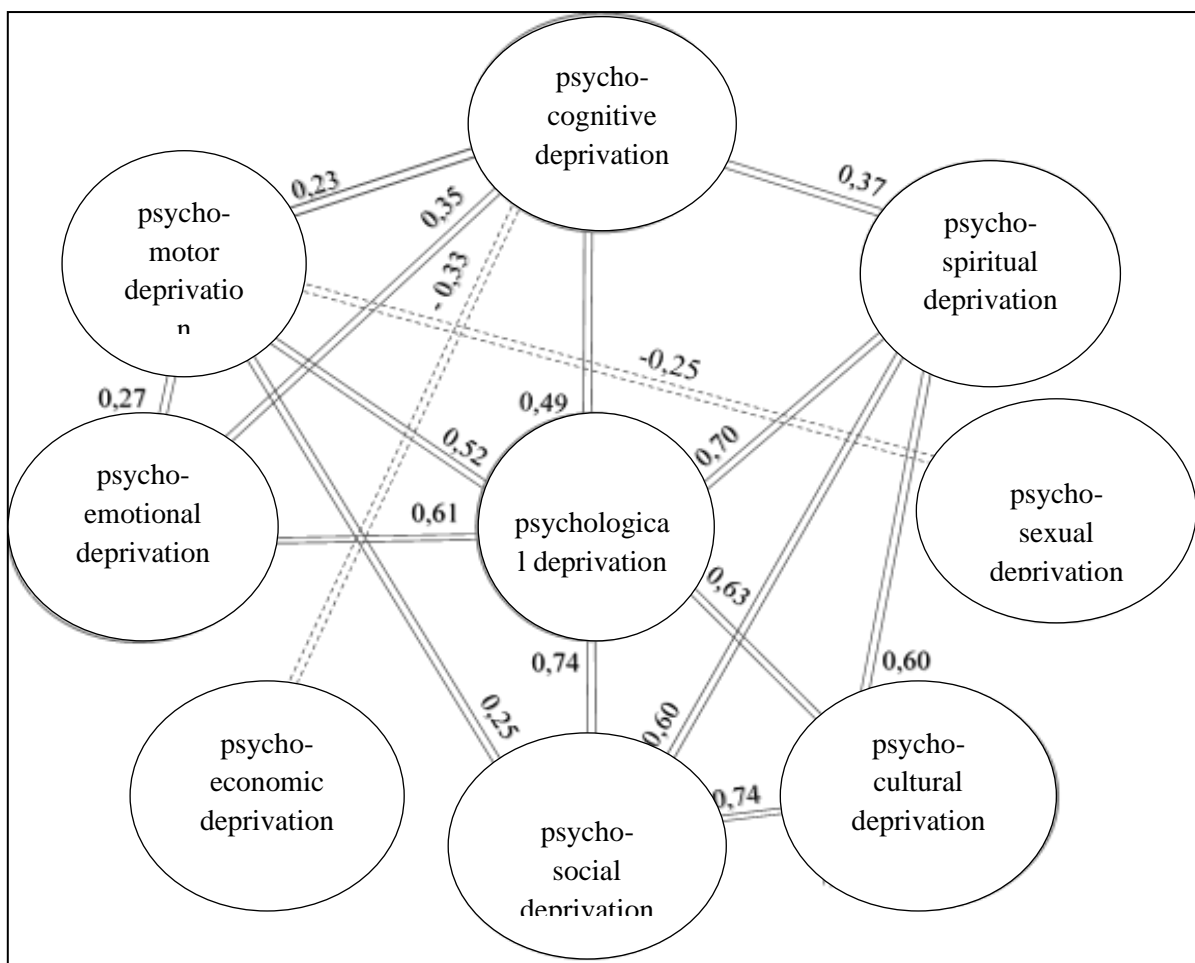 psycho-
cognitive
deprivation
0,23
0,37
0,35
psycho-
motor
deprivatio
n
psycho-
spiritual
deprivation
- 0,33
-0,25
0,27
0,49
0,52
0,70
psycho-
emotional
deprivation
0,61
psychologica
l deprivation
psycho-
sexual
deprivation
0,63
0,74
0,60
0,25
0,60
psycho-
economic
deprivation
psycho-
cultural
deprivation
0,74
psycho-
social
deprivation